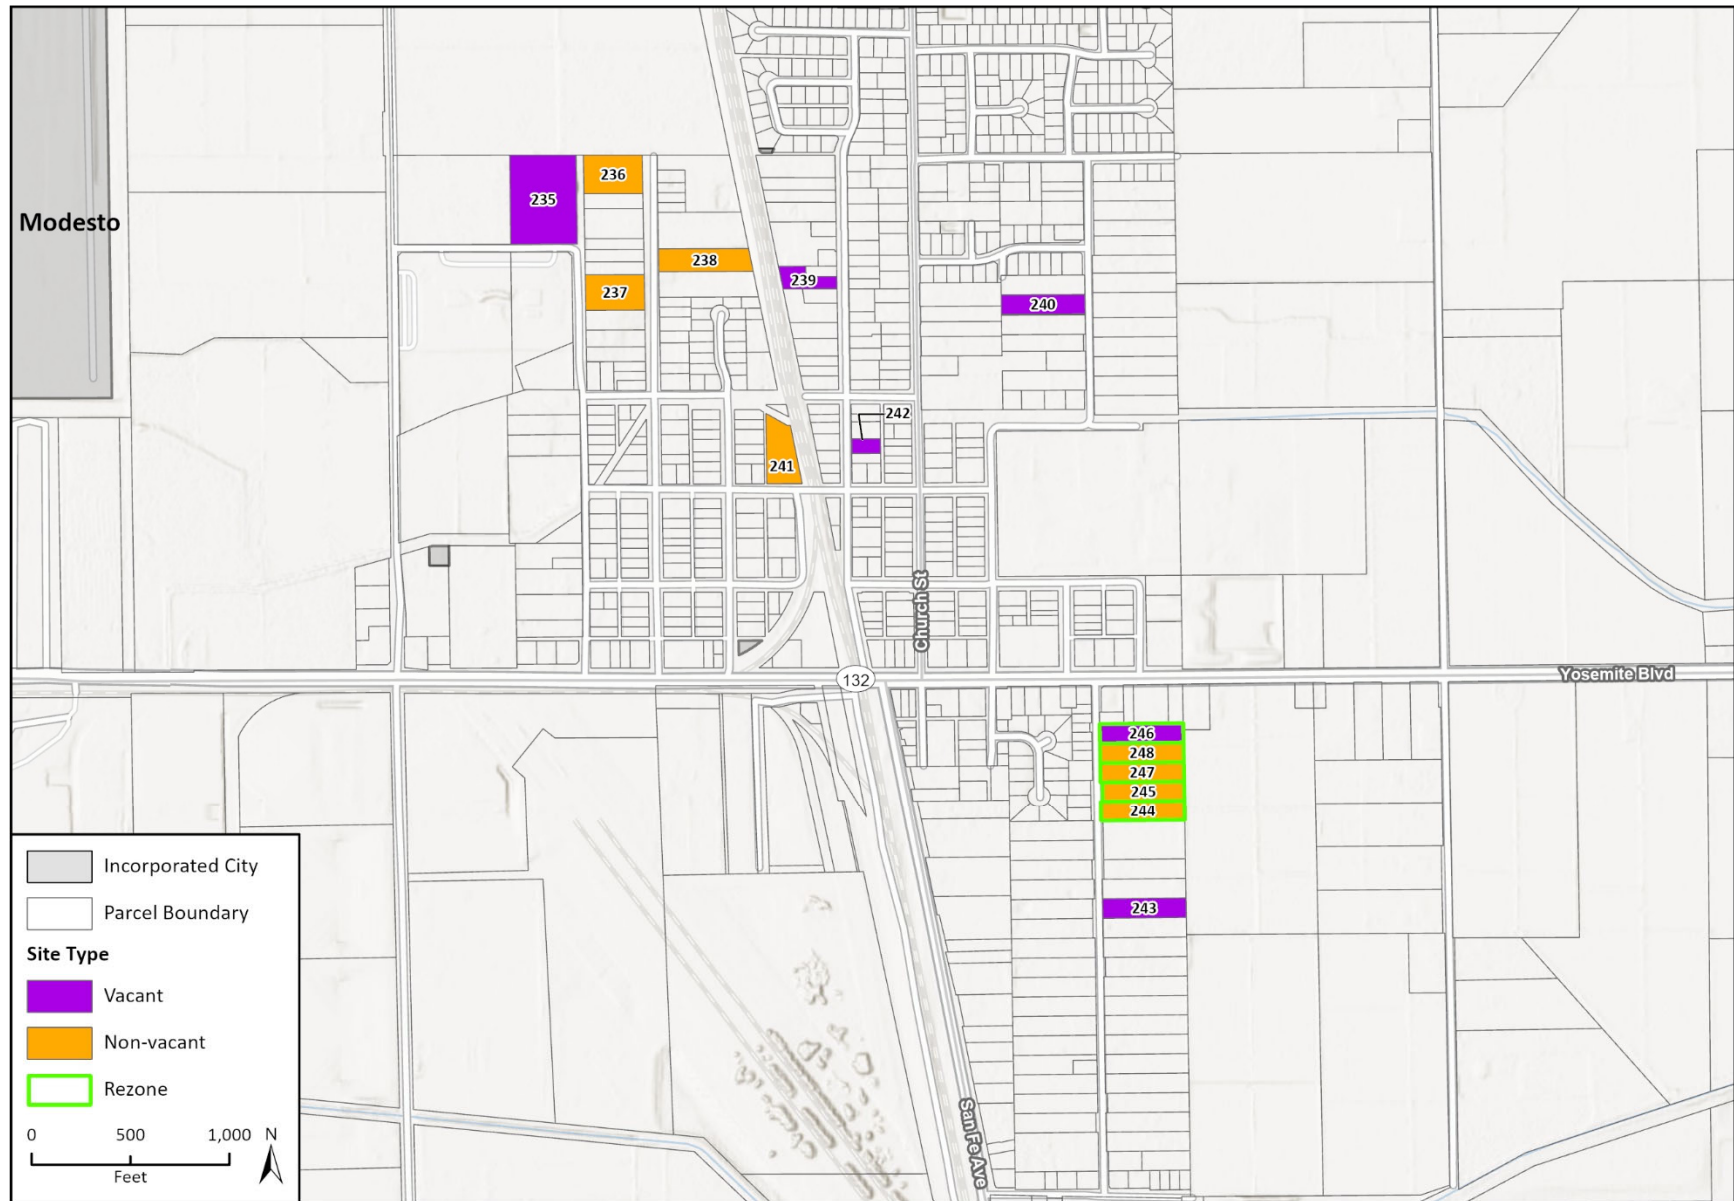 Modesto
235
236
237
238
239
240
241
242
Church St
132
Yosemite Blvd
246
248
247
245
244
243
San Fe Ave
Incorporated City
Parcel Boundary
Site Type
Vacant
Non-vacant
Rezone
0 500 1,000 N
Feet